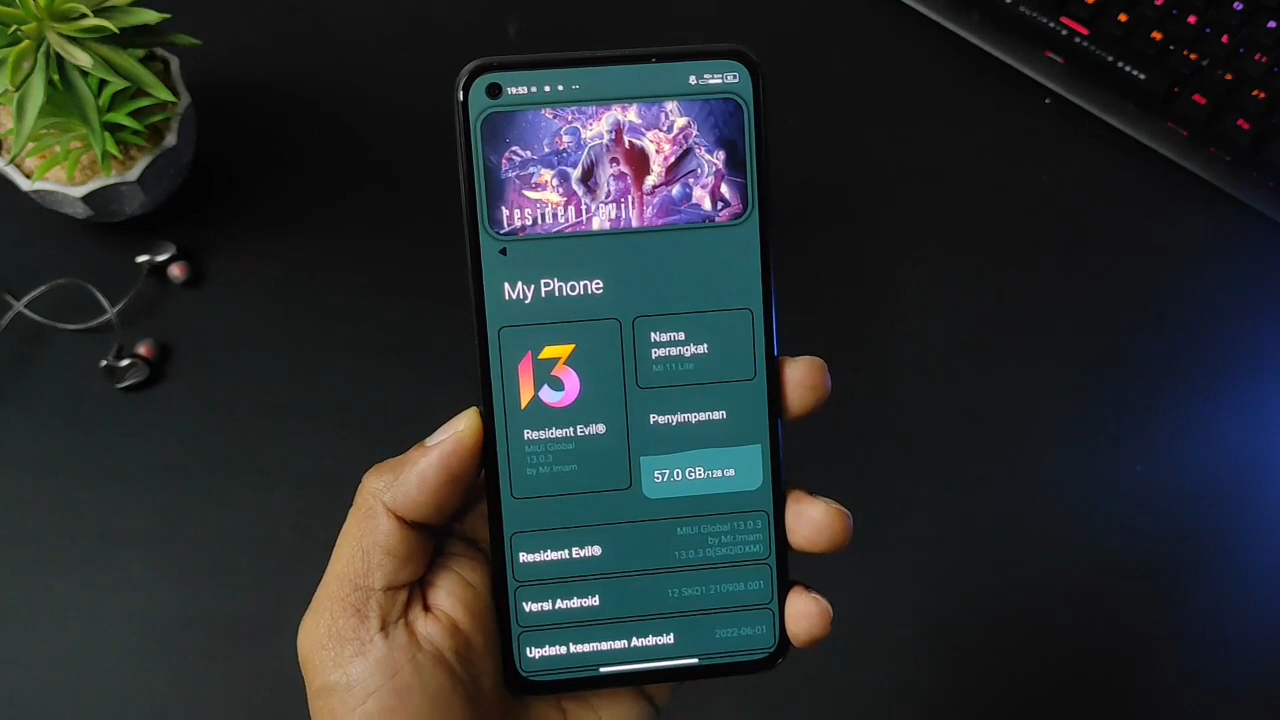 19:53
resident evil
My Phone
13
Resident Evil®
MIUI Global
13.0.3
by Mr.Imam
Nama
perangkat
Mi 11 Lite
Penyimpanan
57.0 GB/128 GB
Resident Evil®
MIUI Global 13.0.3
by Mr.Imam
13.0.3.0(SKQIDXM)
Versi Android
12 SKQ1.210908.001
Update keamanan Android
2022-06-01